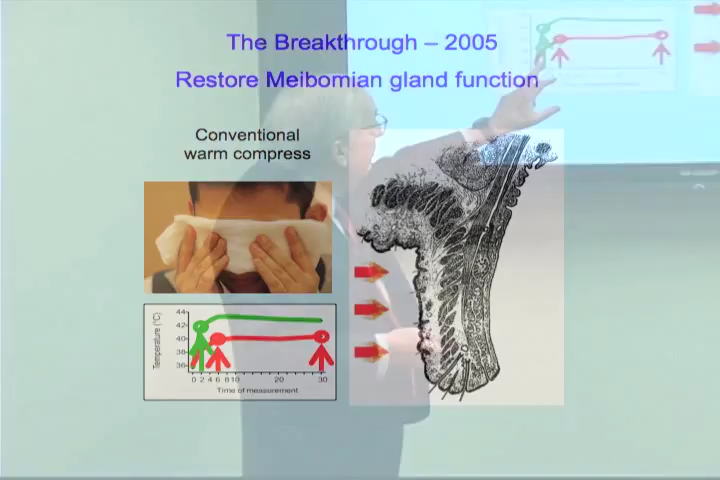 The Breakthrough – 2005
Restore Meibomian gland function
Conventional
warm compress
Temperature (°C)
44
42
40
38
36
0 2 4 6 8 10 20 30
Time of measurement